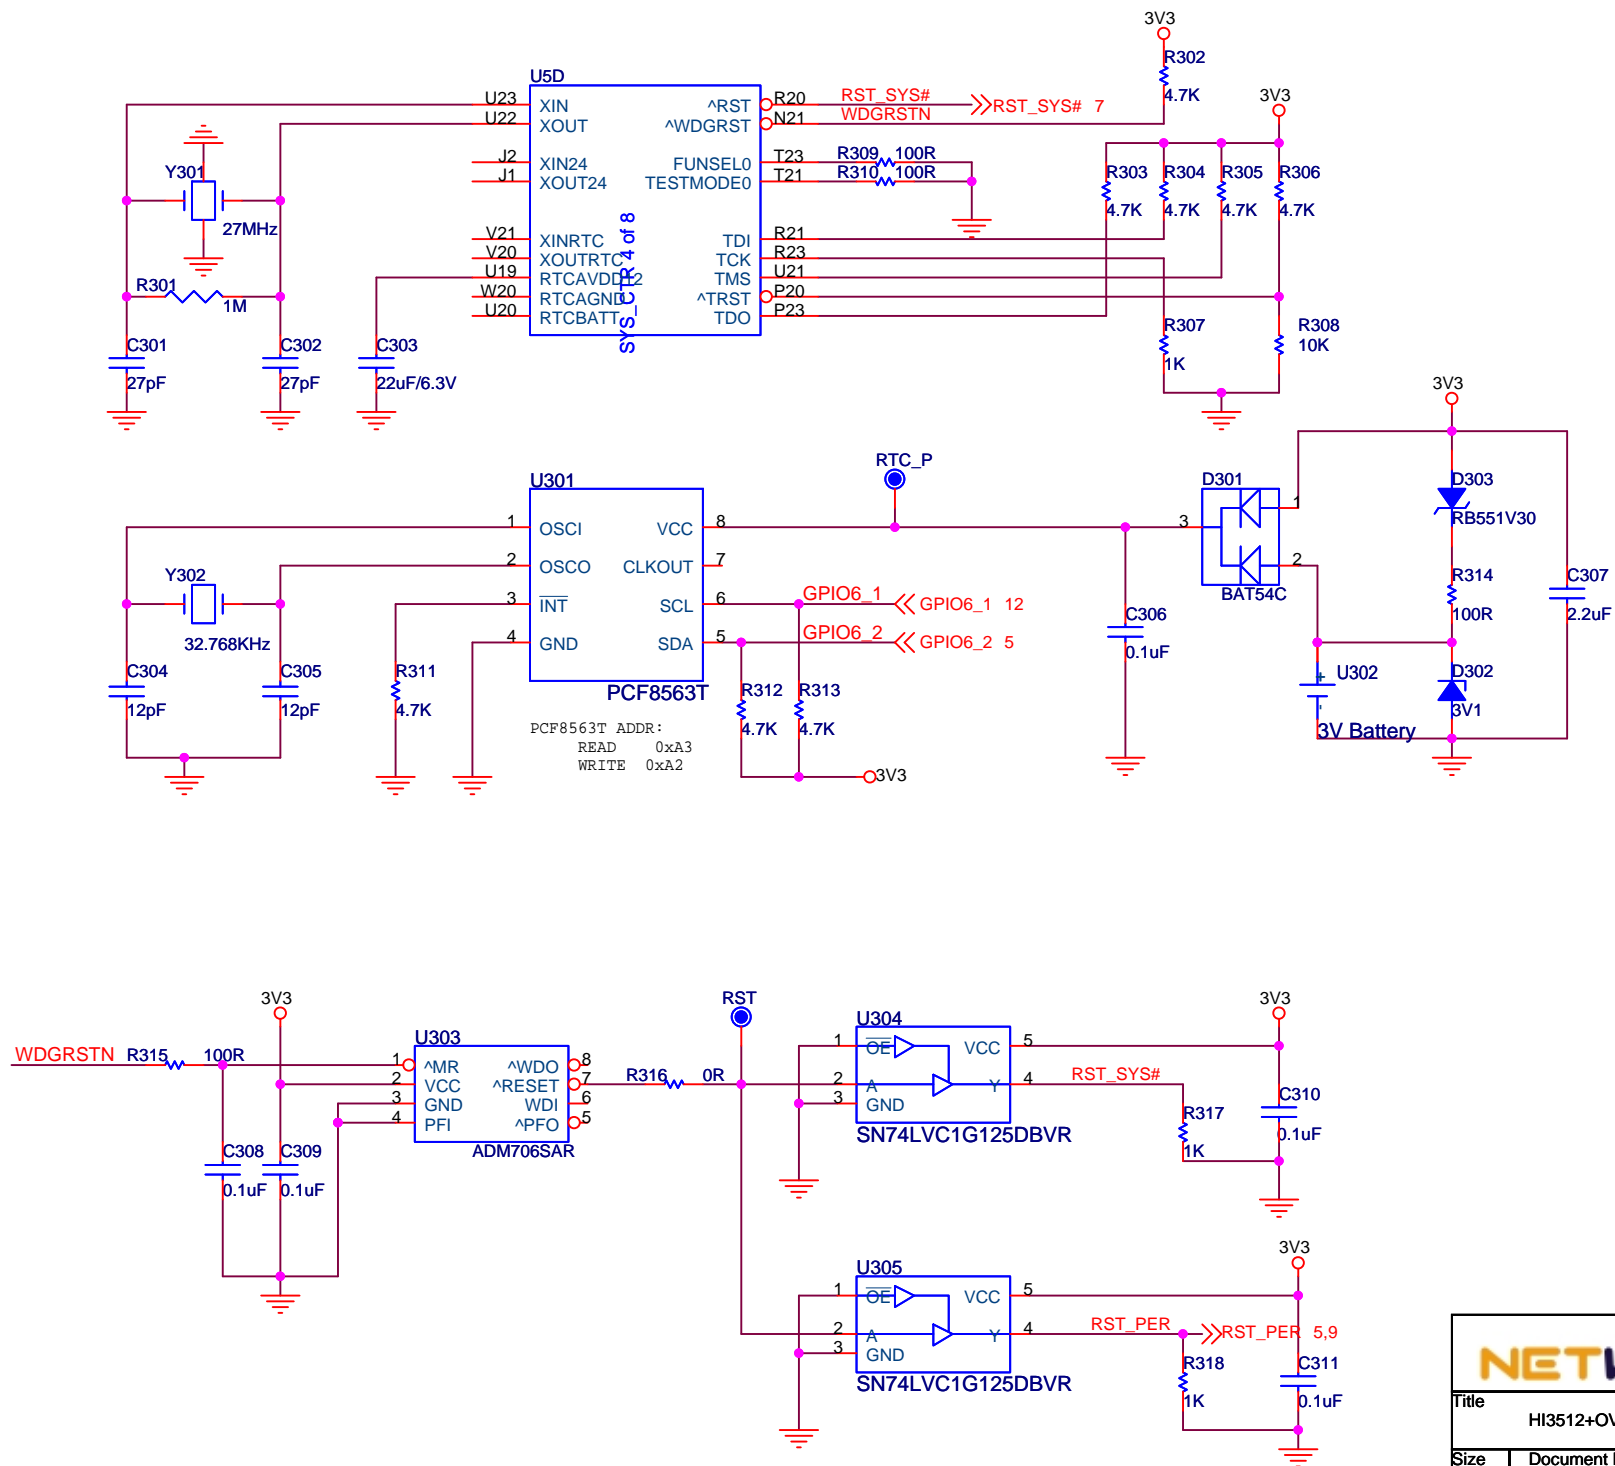 3V3
R302
4.7K
U5D
U23 XIN ^RST R20 RST_SYS# RST_SYS# 7
U22 XOUT ^WDGRST N21 WDGRSTN
3V3
J2 XIN24 FUNSEL0 T23 R309 100R
J1 XOUT24 TESTMODE0 T21 R310 100R
R303 R304 R305 R306
4.7K 4.7K 4.7K 4.7K
Y301
27MHz
V21 XINRTC TDI R21
V20 XOUTRTC TCK R23
U19 RTCAVDD12 TMS U21
W20 RTCAGND ^TRST P20
U20 RTCBATT TDO P23
SYS_CTR 4 of 8
R301
1M
R307 R308
1K 10K
C301 C302 C303
27pF 27pF 22uF/6.3V
3V3
RTC_P
U301
1 OSCI VCC 8
2 OSCO CLKOUT 7
3 INT SCL 6 GPIO6_1 GPIO6_1 12
4 GND SDA 5 GPIO6_2 GPIO6_2 5
PCF8563T
PCF8563T ADDR:
READ 0xA3
WRITE 0xA2
Y302
32.768KHz
C304 C305
12pF 12pF
R311
4.7K
R312 R313
4.7K 4.7K
3V3
D301
3 1
2
BAT54C
C306
0.1uF
D303
RB551V30
R314
100R
C307
2.2uF
U302
+
-
3V Battery
D302
3V1
3V3
WDGRSTN R315 100R
U303
1 ^MR ^WDO 8
2 VCC ^RESET 7
3 GND WDI 6
4 PFI ^PFO 5
ADM706SAR
C308 C309
0.1uF 0.1uF
R316 0R
RST
U304
1 OE VCC 5
2 A Y 4 RST_SYS#
3 GND
SN74LVC1G125DBVR
3V3
C310
0.1uF
R317
1K
U305
1 OE VCC 5
2 A Y 4 RST_PER RST_PER 5,9
3 GND
SN74LVC1G125DBVR
3V3
R318 C311
1K 0.1uF
Title
HI3512+OV
Size Document